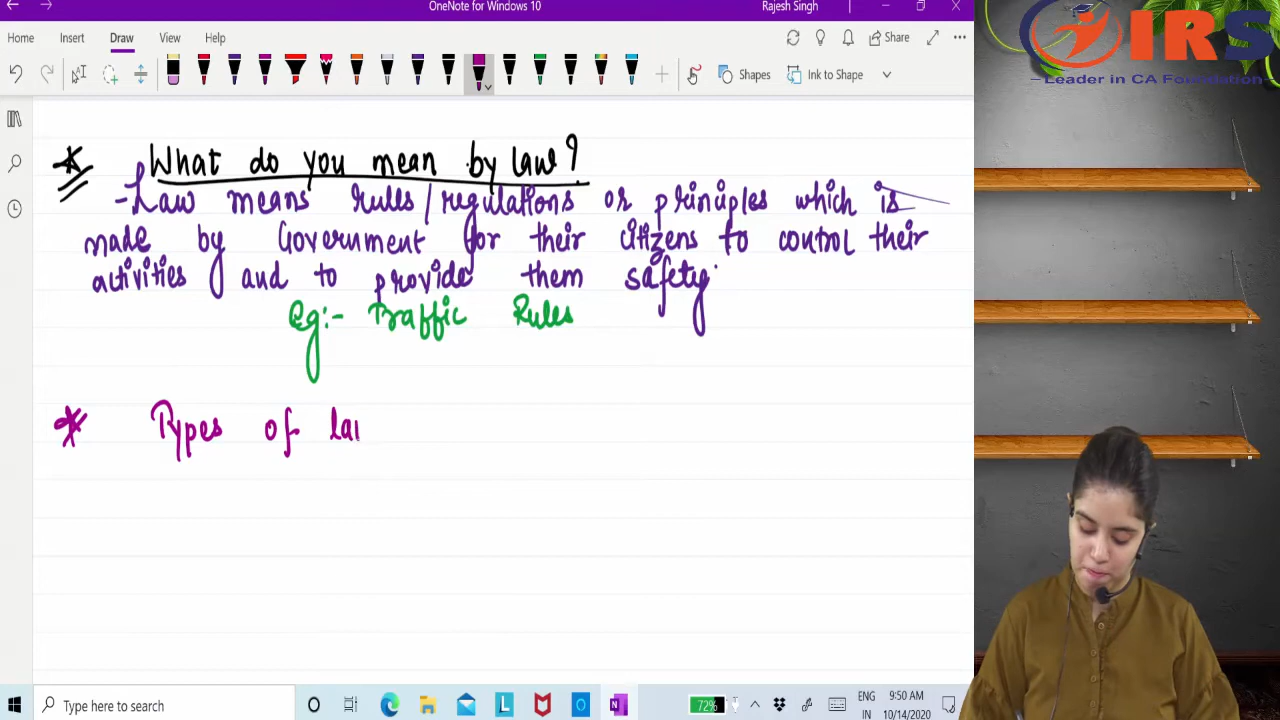 OneNote for Windows 10
Rajesh Singh
Home Insert Draw View Help
Share
Shapes Ink to Shape
What do you mean by law?
-Law means rules/regulations or principles which is
made by Government for their citizens to control their
activities and to provide them safety.
Eg:- Traffic Rules
Types of la
IRS
Leader in CA Foundation
Type here to search
72%
ENG
IN
9:50 AM
10/14/2020